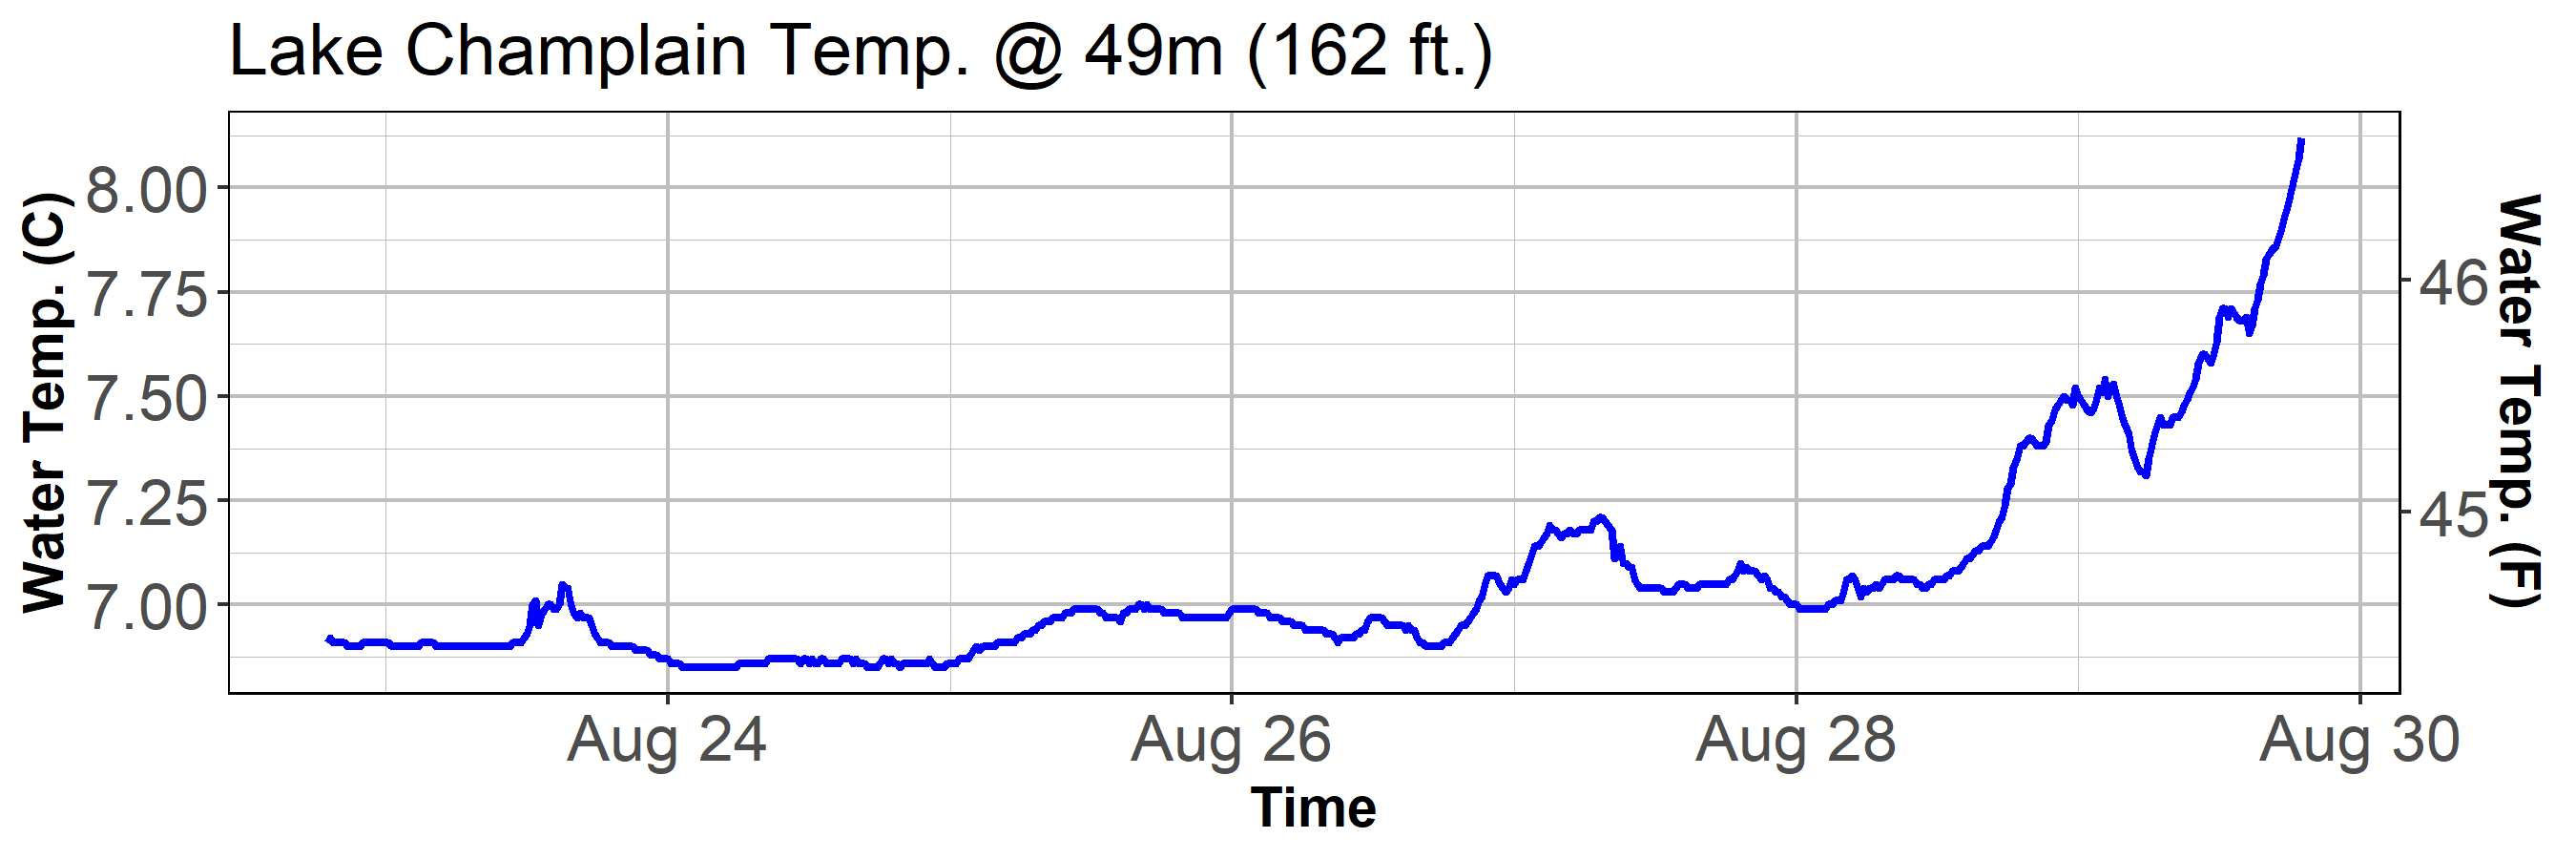 Lake Champlain Temp. @ 49m (162 ft.)
Water Temp. (C)
8.00
7.75
7.50
7.25
7.00
46
45
Water Temp. (F)
Aug 24 Aug 26 Aug 28 Aug 30
Time